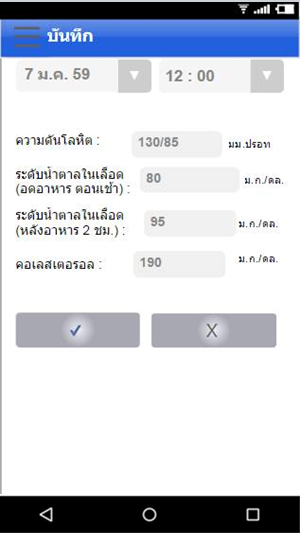 บันทึก
7 ม.ค. 59 12 : 00
ความดันโลหิต : 130/85 มม.ปรอท
ระดับน้ำตาลในเลือด
(อดอาหาร ตอนเช้า) : 80 ม.ก./ดล.
ระดับน้ำตาลในเลือด
(หลังอาหาร 2 ชม.) : 95 ม.ก./ดล.
คอเลสเตอรอล : 190 ม.ก./ดล.
✓ X